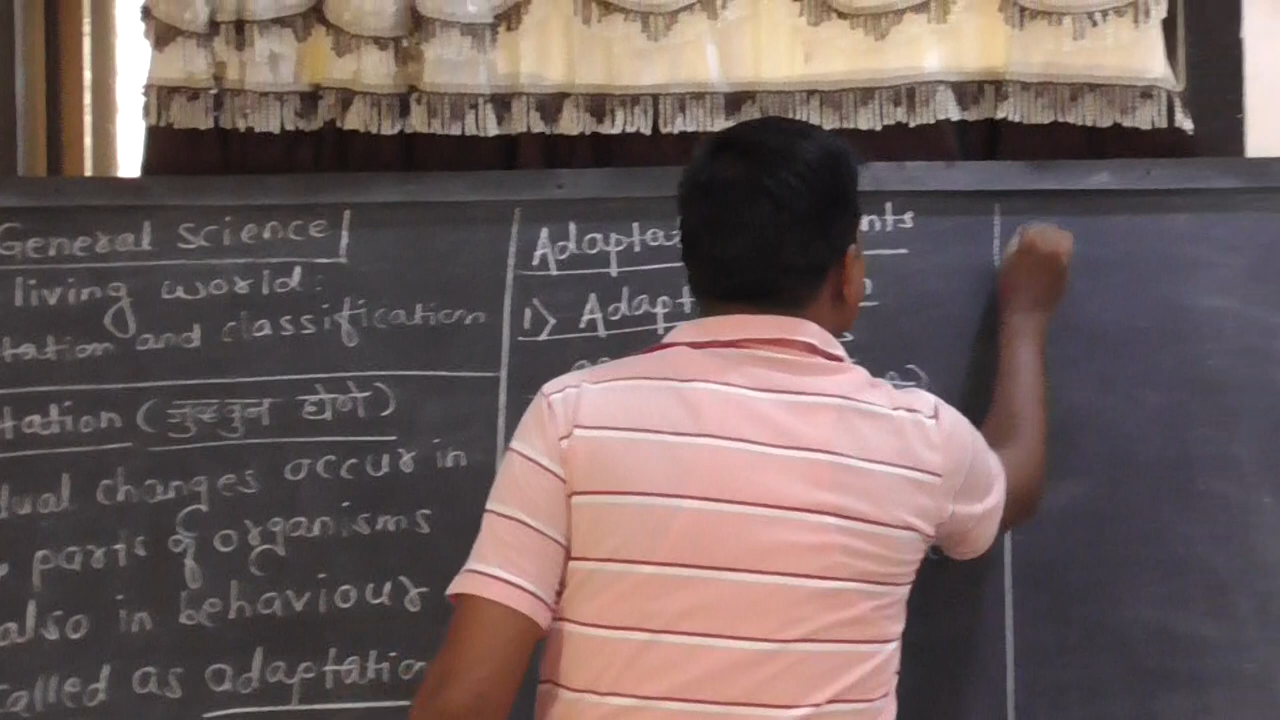 General science
living world:
tation and classification
tation (जुळवून घेणे)
dual changes occur in
parts of organisms
also in behaviour
called as adaptatio
Adapta nts
1) Adapt